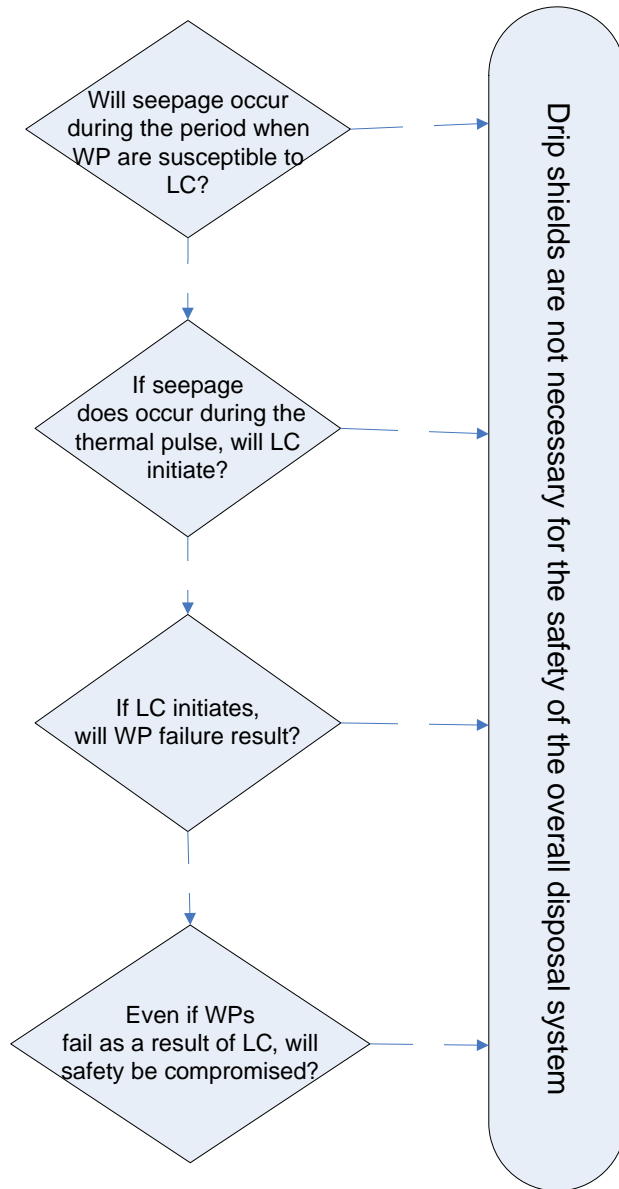 Will seepage occur
during the period when
WP are susceptible to
LC?
If seepage
does occur during the
thermal pulse, will LC
initiate?
If LC initiates,
will WP failure result?
Even if WPs
fail as a result of LC, will
safety be compromised?
Drip shields are not necessary for the safety of the overall disposal system